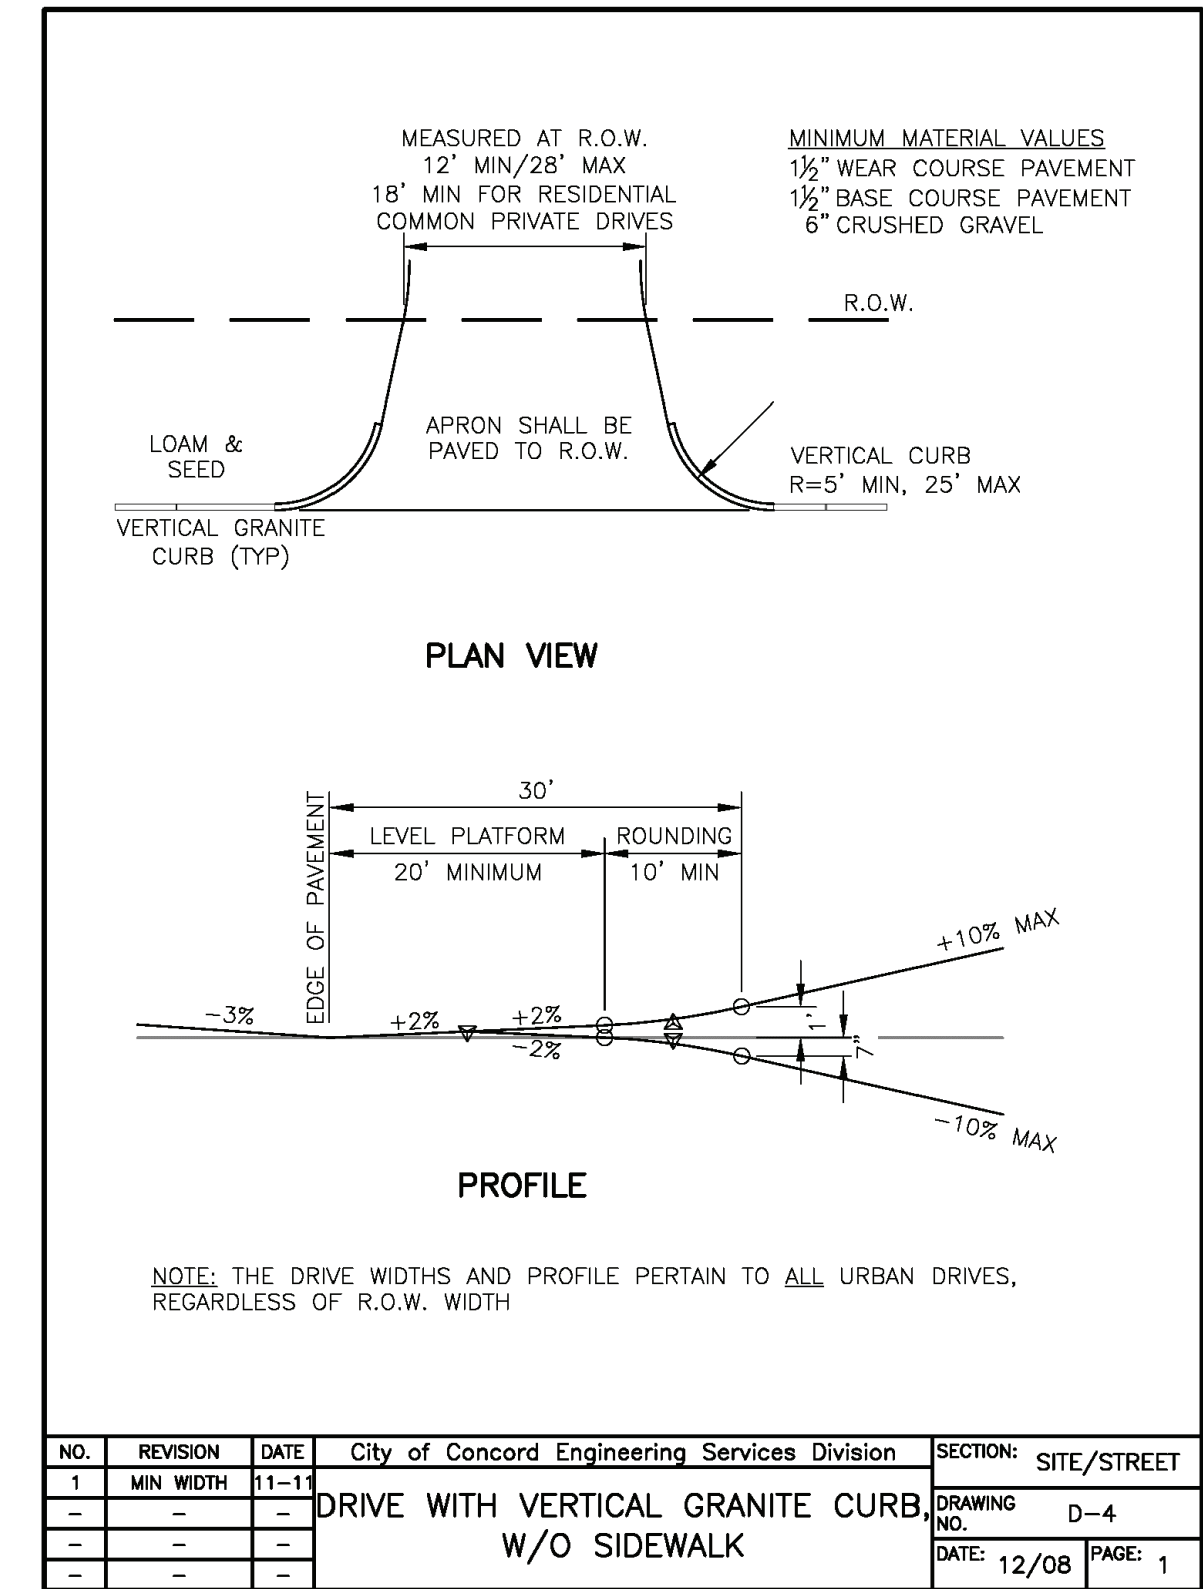 MEASURED AT R.O.W.
12' MIN/28' MAX
18' MIN FOR RESIDENTIAL
COMMON PRIVATE DRIVES
MINIMUM MATERIAL VALUES
1½" WEAR COURSE PAVEMENT
1½" BASE COURSE PAVEMENT
6" CRUSHED GRAVEL
R.O.W.
LOAM &
SEED
APRON SHALL BE
PAVED TO R.O.W.
VERTICAL CURB
R=5' MIN, 25' MAX
VERTICAL GRANITE
CURB (TYP)
PLAN VIEW
EDGE OF PAVEMENT
30'
LEVEL PLATFORM
20' MINIMUM
ROUNDING
10' MIN
+10% MAX
-3%
+2%
+2%
-2%
1'
7"
-10% MAX
PROFILE
NOTE: THE DRIVE WIDTHS AND PROFILE PERTAIN TO ALL URBAN DRIVES,
REGARDLESS OF R.O.W. WIDTH
NO. REVISION DATE
1 MIN WIDTH 11-11
- - -
- - -
- - -
City of Concord Engineering Services Division
DRIVE WITH VERTICAL GRANITE CURB,
W/O SIDEWALK
SECTION: SITE/STREET
DRAWING NO. D-4
DATE: 12/08 PAGE: 1